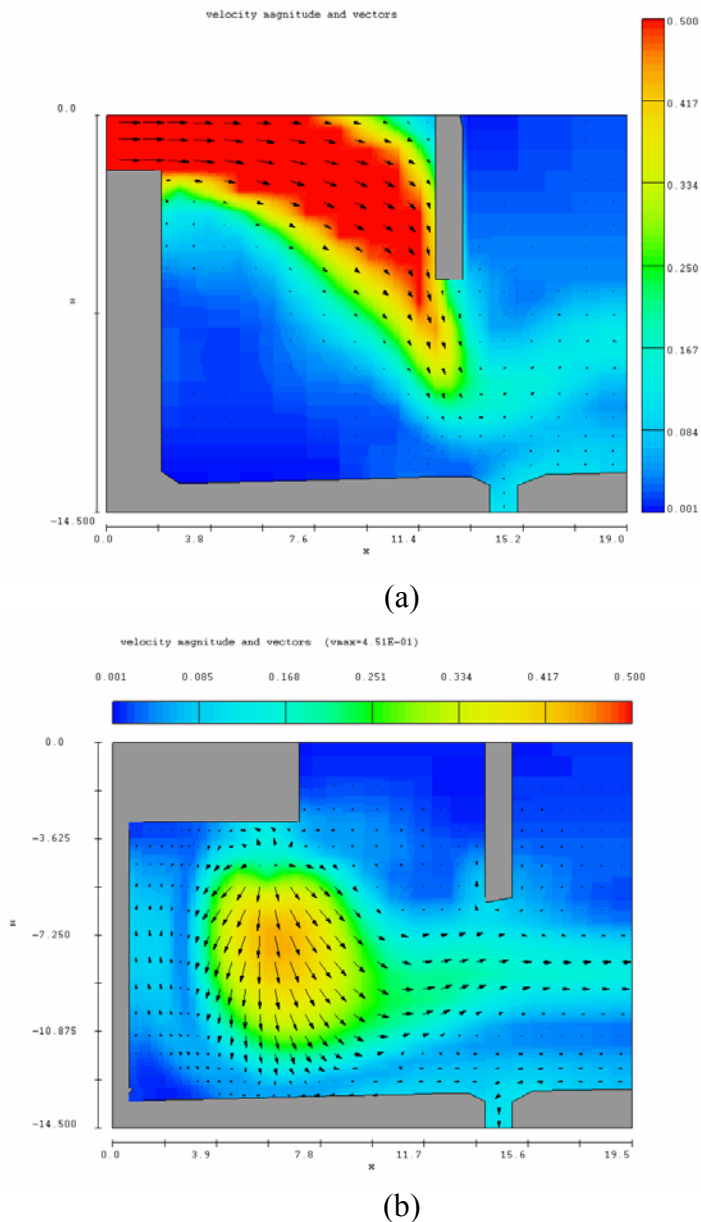 velocity magnitude and vectors
0.500
0.417
0.334
0.250
0.167
0.084
0.001
0.0
z
-14.500
0.0 3.8 7.6 11.4 15.2 19.0
x
(a)
velocity magnitude and vectors (vmax=4.51E-01)
0.001 0.085 0.168 0.251 0.334 0.417 0.500
0.0
-3.625
-7.250
z
-10.875
-14.500
0.0 3.9 7.8 11.7 15.6 19.5
x
(b)